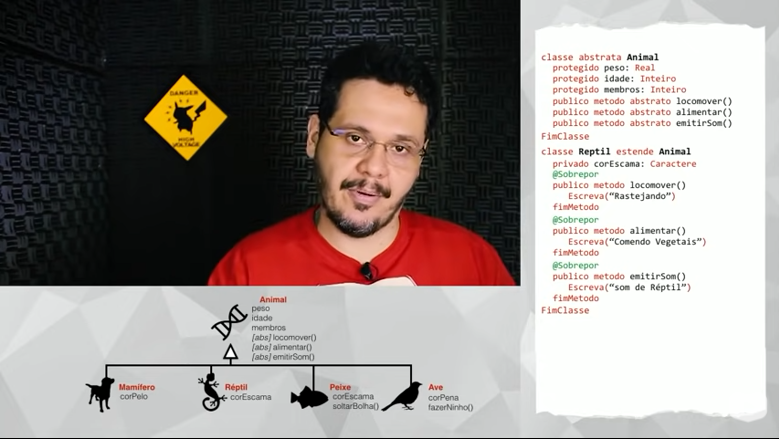 DANGER
HIGH
VOLTAGE
classe abstrata Animal
protegido peso: Real
protegido idade: Inteiro
protegido membros: Inteiro
publico metodo abstrato locomover()
publico metodo abstrato alimentar()
publico metodo abstrato emitirSom()
FimClasse
classe Reptil estende Animal
privado corEscama: Caractere
@Sobrepor
publico metodo locomover()
Escreva(“Rastejando”)
fimMetodo
@Sobrepor
publico metodo alimentar()
Escreva(“Comendo Vegetais”)
fimMetodo
@Sobrepor
publico metodo emitirSom()
Escreva(“som de Réptil”)
fimMetodo
FimClasse
Animal
peso
idade
membros
[abs] locomover()
[abs] alimentar()
[abs] emitirSom()
Mamífero
corPelo
Réptil
corEscama
Peixe
corEscama
soltarBolha()
Ave
corPena
fazerNinho()